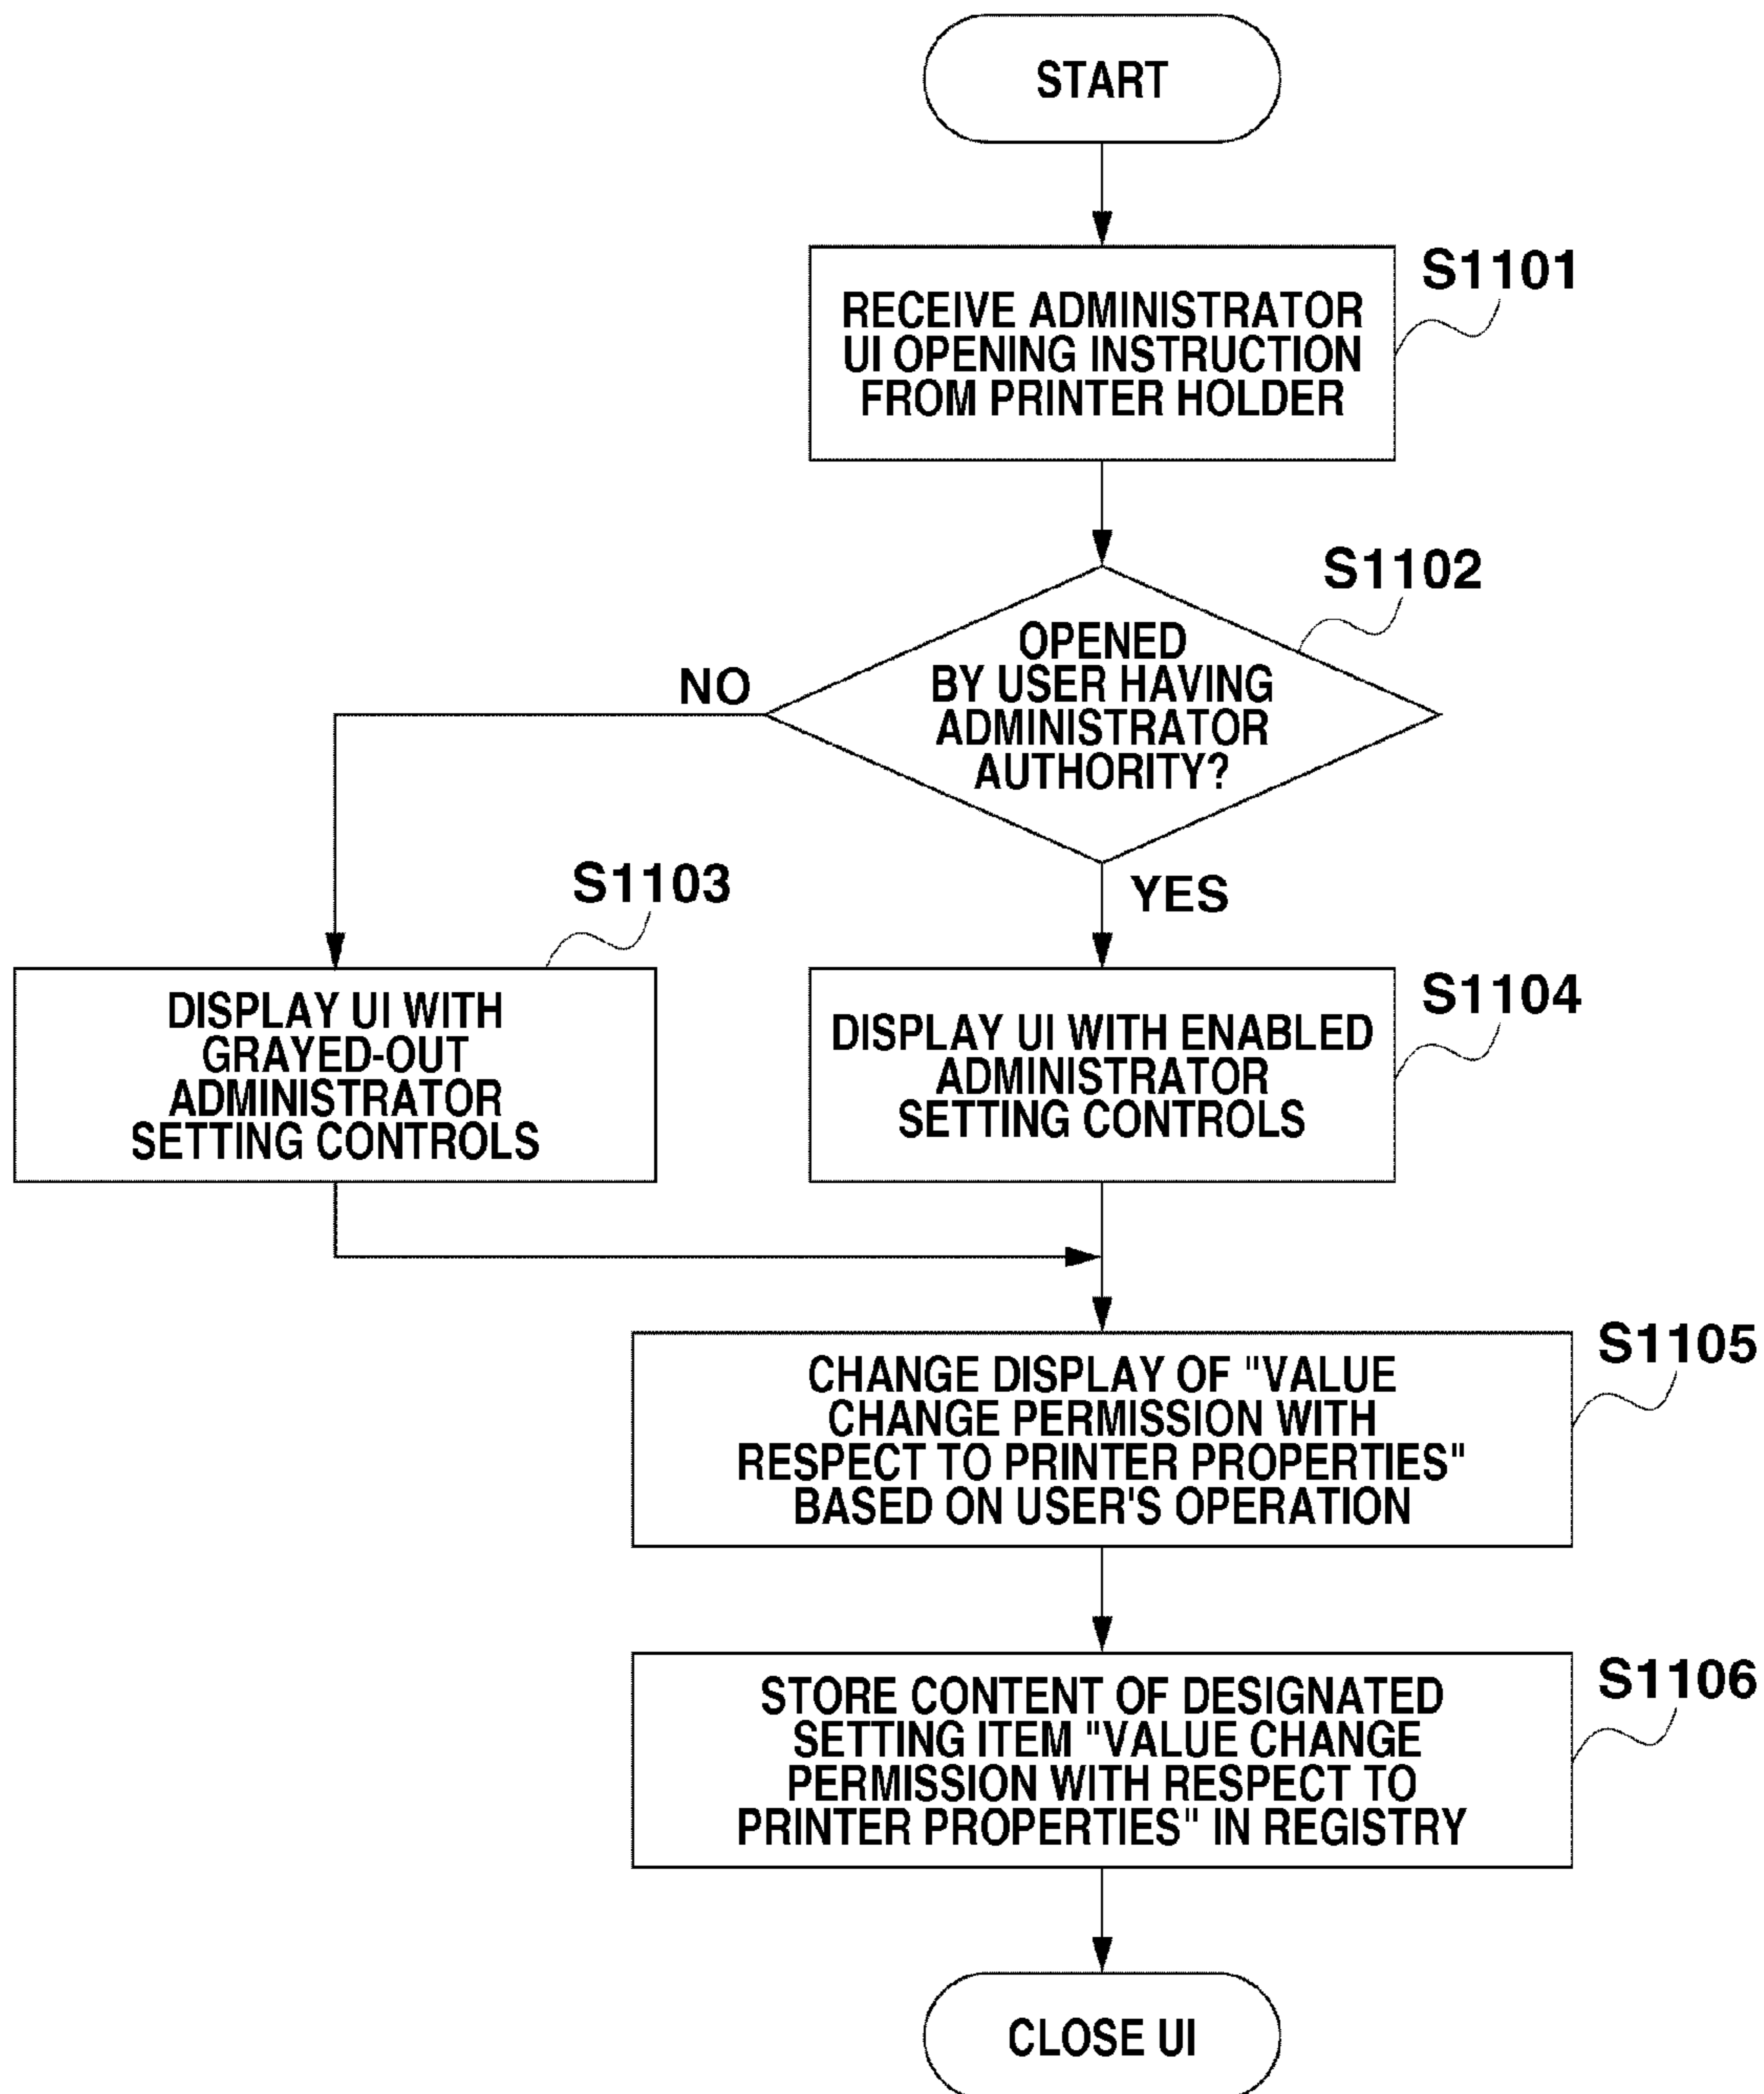 START
S1101
RECEIVE ADMINISTRATOR
UI OPENING INSTRUCTION
FROM PRINTER HOLDER
S1102
OPENED
BY USER HAVING
ADMINISTRATOR
AUTHORITY?
NO
YES
S1103
DISPLAY UI WITH
GRAYED-OUT
ADMINISTRATOR
SETTING CONTROLS
S1104
DISPLAY UI WITH ENABLED
ADMINISTRATOR
SETTING CONTROLS
S1105
CHANGE DISPLAY OF "VALUE
CHANGE PERMISSION WITH
RESPECT TO PRINTER PROPERTIES"
BASED ON USER'S OPERATION
S1106
STORE CONTENT OF DESIGNATED
SETTING ITEM "VALUE CHANGE
PERMISSION WITH RESPECT TO
PRINTER PROPERTIES" IN REGISTRY
CLOSE UI